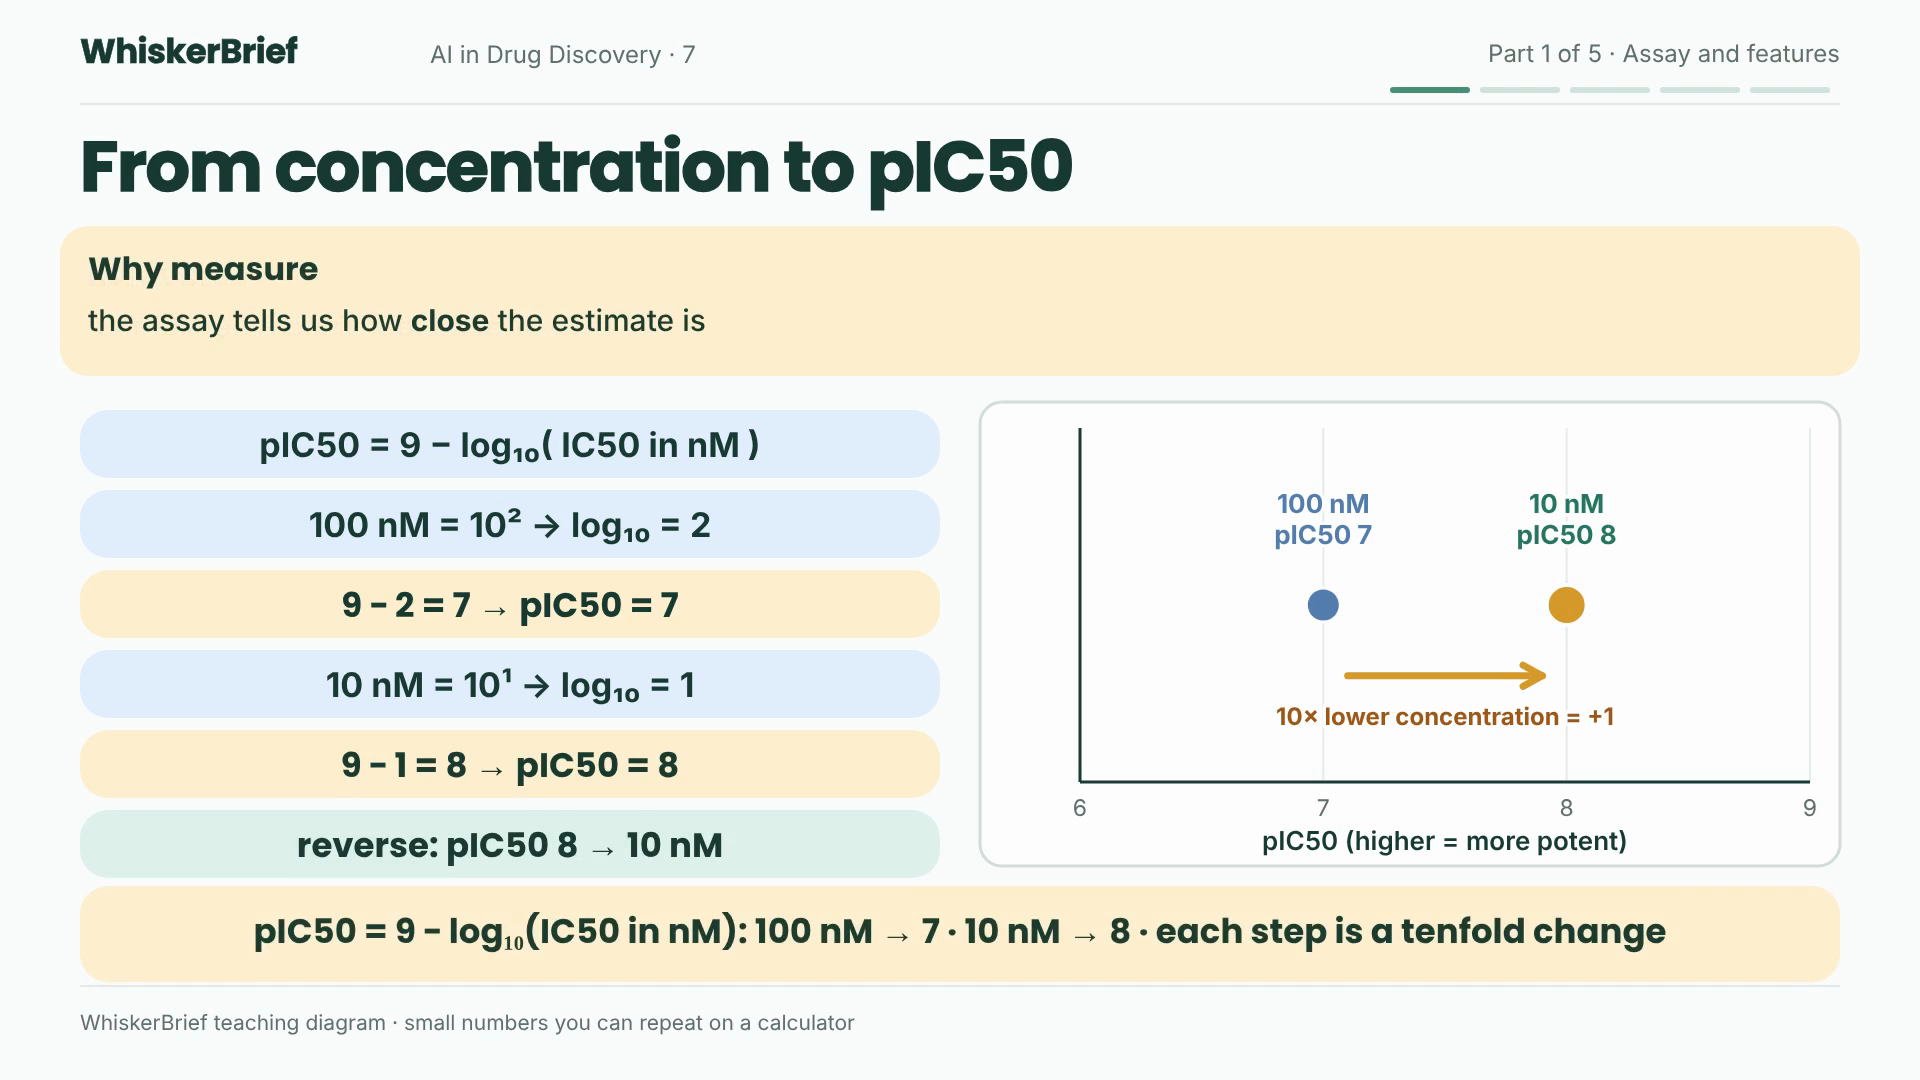 WhiskerBrief
AI in Drug Discovery · 7
Part 1 of 5 · Assay and features
From concentration to pIC50
Why measure
the assay tells us how close the estimate is
pIC50 = 9 − log₁₀( IC50 in nM )
100 nM = 10² → log₁₀ = 2
9 − 2 = 7 → pIC50 = 7
10 nM = 10¹ → log₁₀ = 1
9 − 1 = 8 → pIC50 = 8
reverse: pIC50 8 → 10 nM
100 nM
pIC50 7
10 nM
pIC50 8
10× lower concentration = +1
6 7 8 9
pIC50 (higher = more potent)
pIC50 = 9 − log₁₀(IC50 in nM): 100 nM → 7 · 10 nM → 8 · each step is a tenfold change
WhiskerBrief teaching diagram · small numbers you can repeat on a calculator